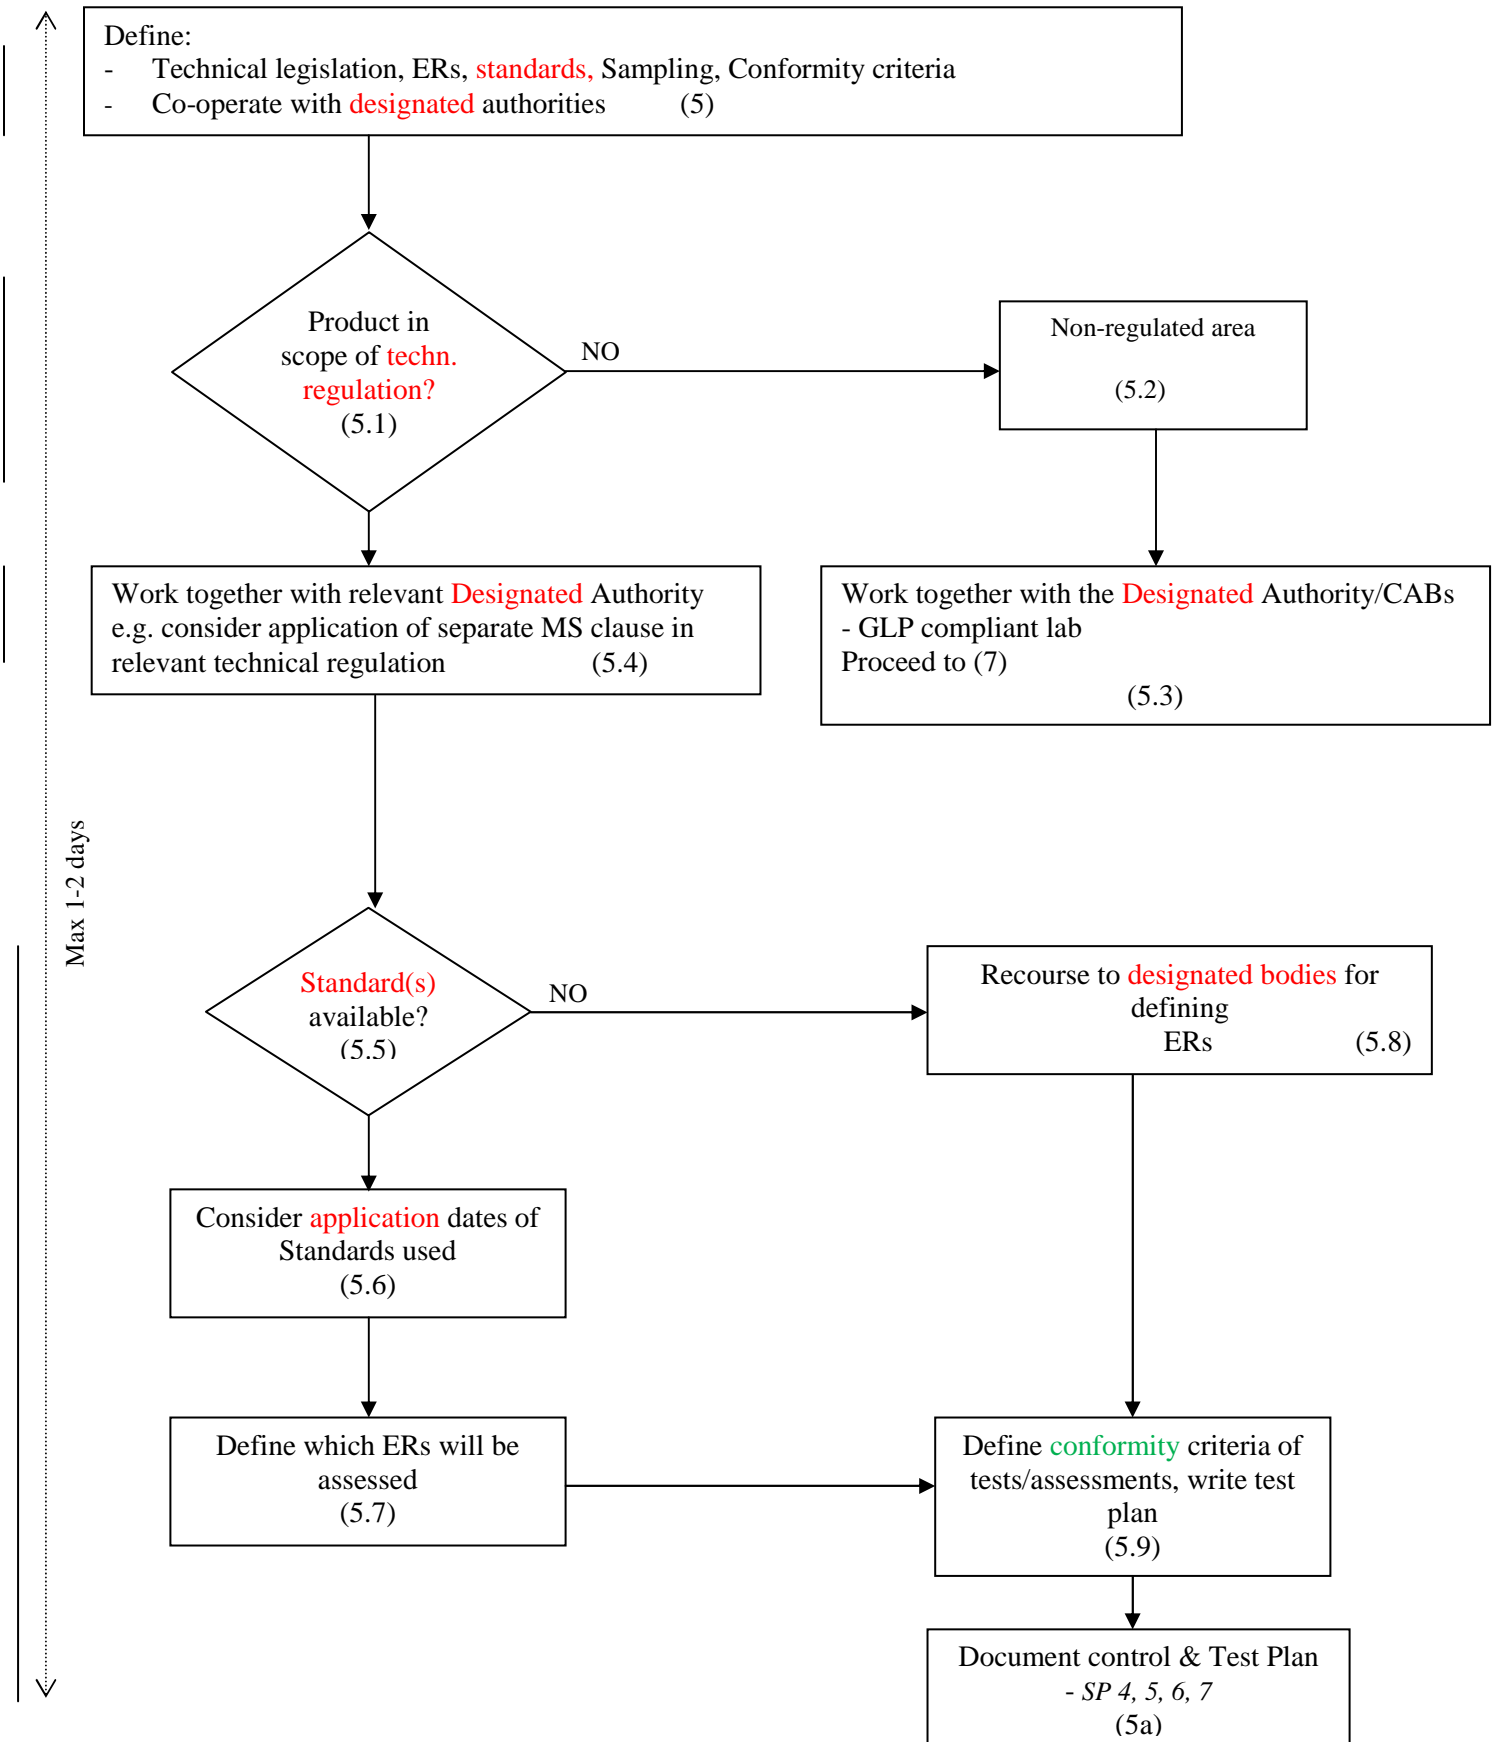 Define:
- Technical legislation, ERs, standards, Sampling, Conformity criteria
- Co-operate with designated authorities (5)
Product in
scope of techn.
regulation?
(5.1)
NO
Non-regulated area
(5.2)
Work together with relevant Designated Authority
e.g. consider application of separate MS clause in
relevant technical regulation (5.4)
Work together with the Designated Authority/CABs
- GLP compliant lab
Proceed to (7)
(5.3)
Max 1-2 days
Standard(s)
available?
(5.5)
NO
Recourse to designated bodies for
defining
ERs (5.8)
Consider application dates of
Standards used
(5.6)
Define which ERs will be
assessed
(5.7)
Define conformity criteria of
tests/assessments, write test
plan
(5.9)
Document control & Test Plan
- SP 4, 5, 6, 7
(5a)